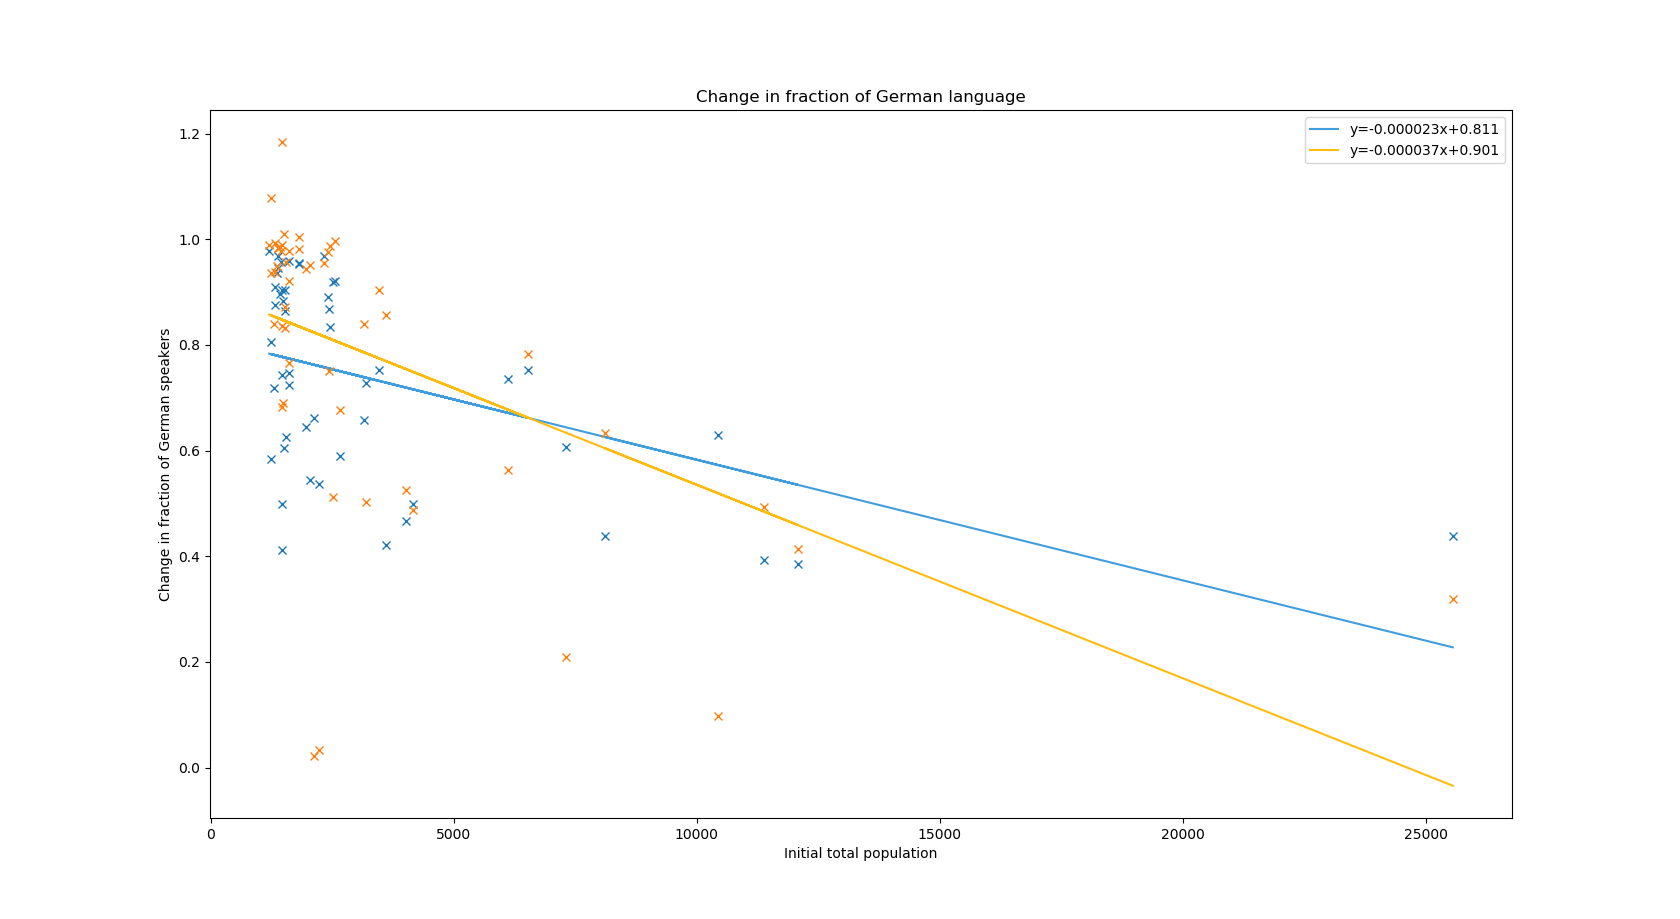 Change in fraction of German language
y=-0.000023x+0.811
y=-0.000037x+0.901
1.2
1.0
0.8
0.6
0.4
0.2
0.0
Change in fraction of German speakers
0 5000 10000 15000 20000 25000
Initial total population